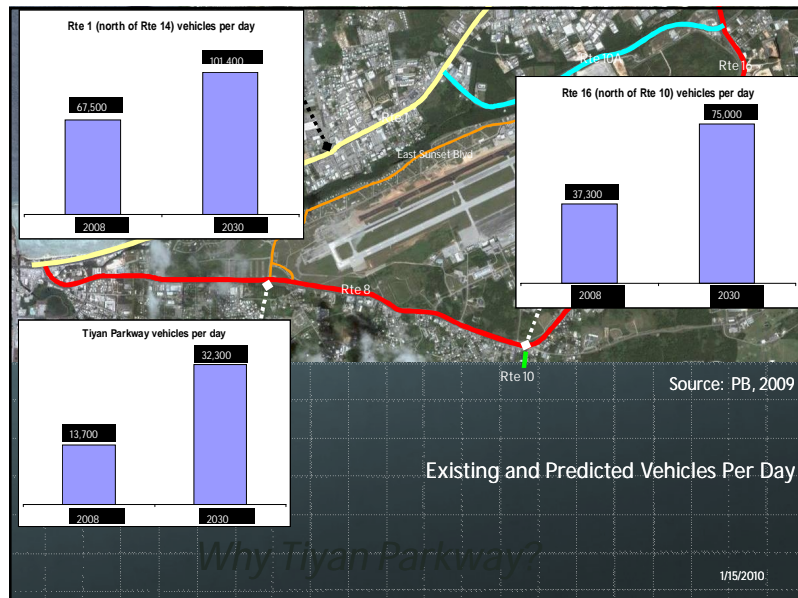 Rte 1 (north of Rte 14) vehicles per day
101,400
67,500
2008 2030
Rte 1
East Sunset Blvd
Rte 10A
Rte 16
Rte 16 (north of Rte 10) vehicles per day
75,000
37,300
2008 2030
Rte 8
Tiyan Parkway vehicles per day
32,300
13,700
2008 2030
Rte 10
Source: PB, 2009
Existing and Predicted Vehicles Per Day
Why Tiyan Parkway?
1/15/2010